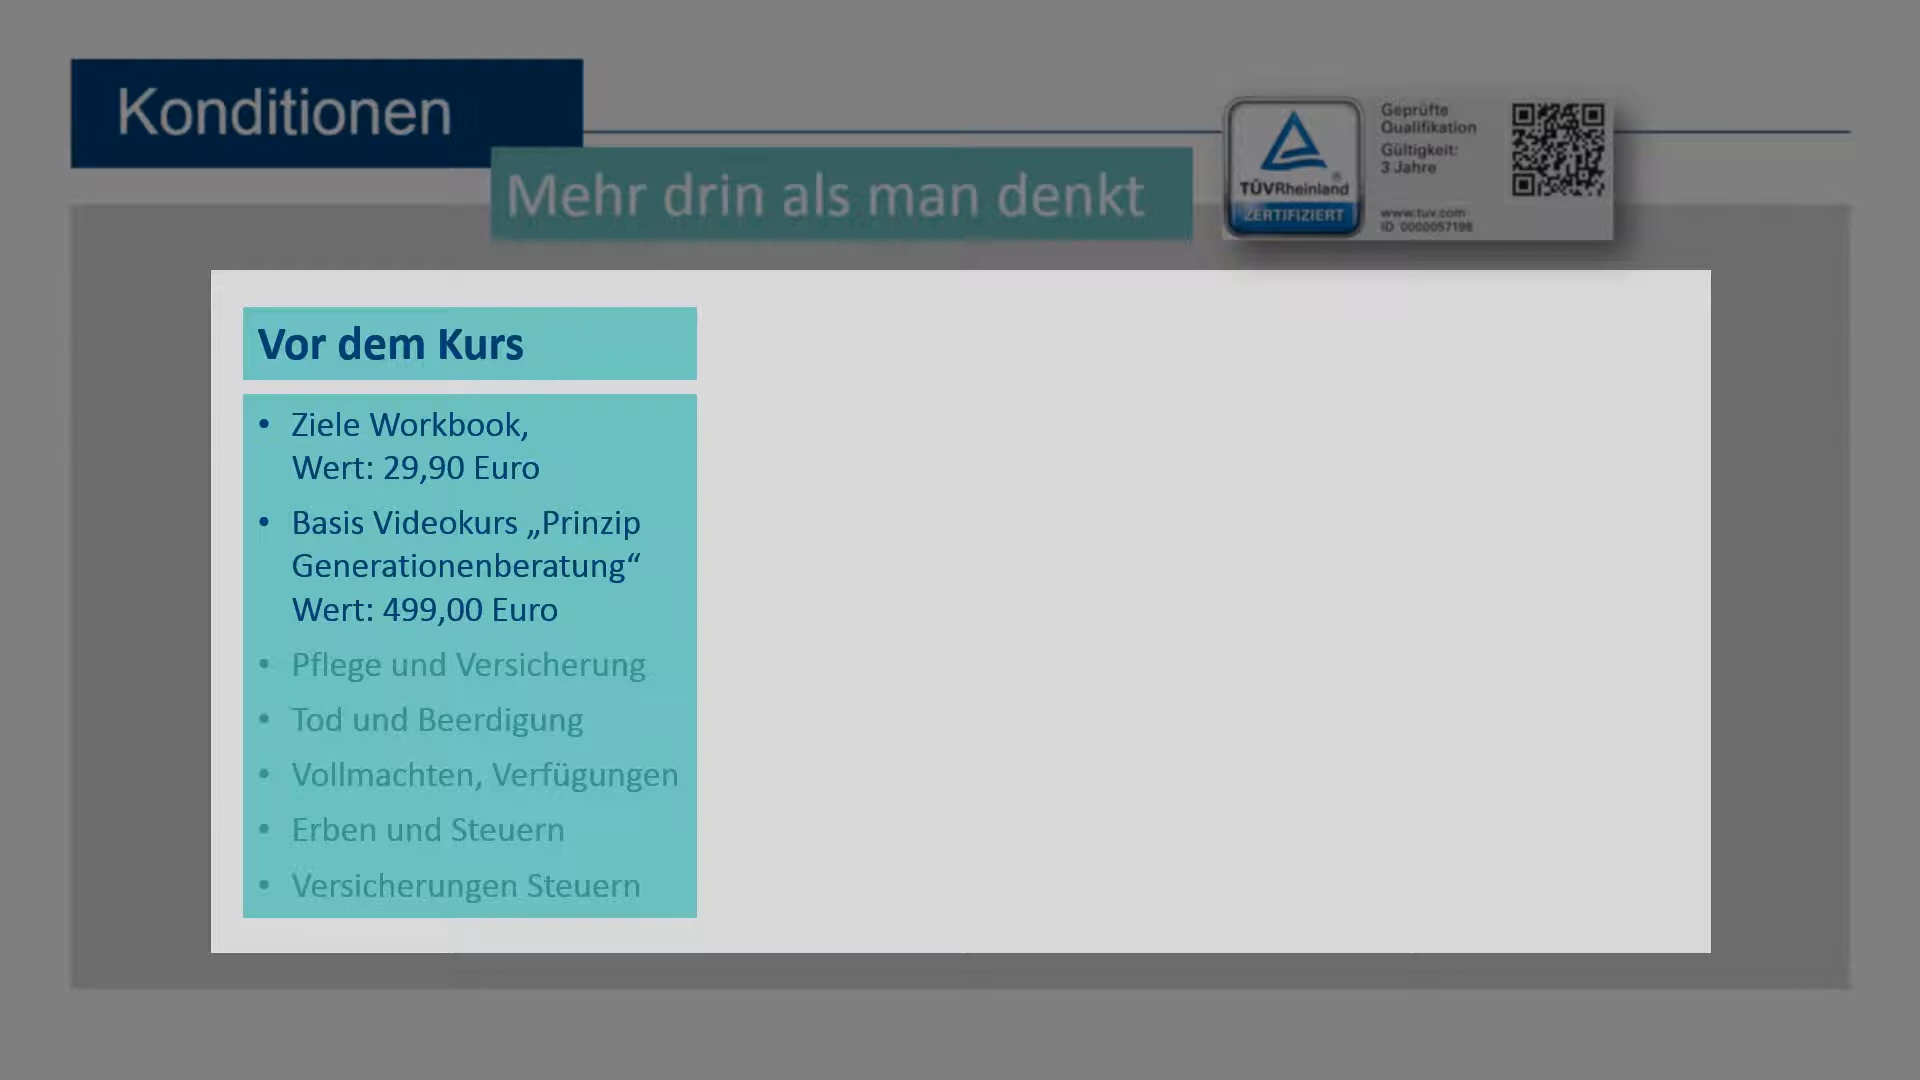 Konditionen
Mehr drin als man denkt
TÜVRheinland®
ZERTIFIZIERT
Geprüfte
Qualifikation
Gültigkeit:
3 Jahre
www.tuv.com
ID 0000057198
Vor dem Kurs
• Ziele Workbook,
Wert: 29,90 Euro
• Basis Videokurs „Prinzip
Generationenberatung“
Wert: 499,00 Euro
• Pflege und Versicherung
• Tod und Beerdigung
• Vollmachten, Verfügungen
• Erben und Steuern
• Versicherungen Steuern